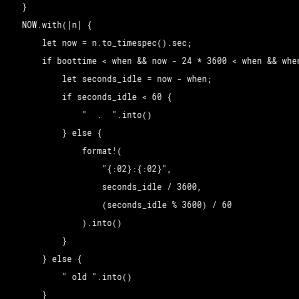 }
NOW.with(|n| {
let now = n.to_timespec().sec;
if boottime < when && now - 24 * 3600 < when && when
let seconds_idle = now - when;
if seconds_idle < 60 {
"  .  ".into()
} else {
format!(
"{:02}:{:02}",
seconds_idle / 3600,
(seconds_idle % 3600) / 60
).into()
}
} else {
" old ".into()
}